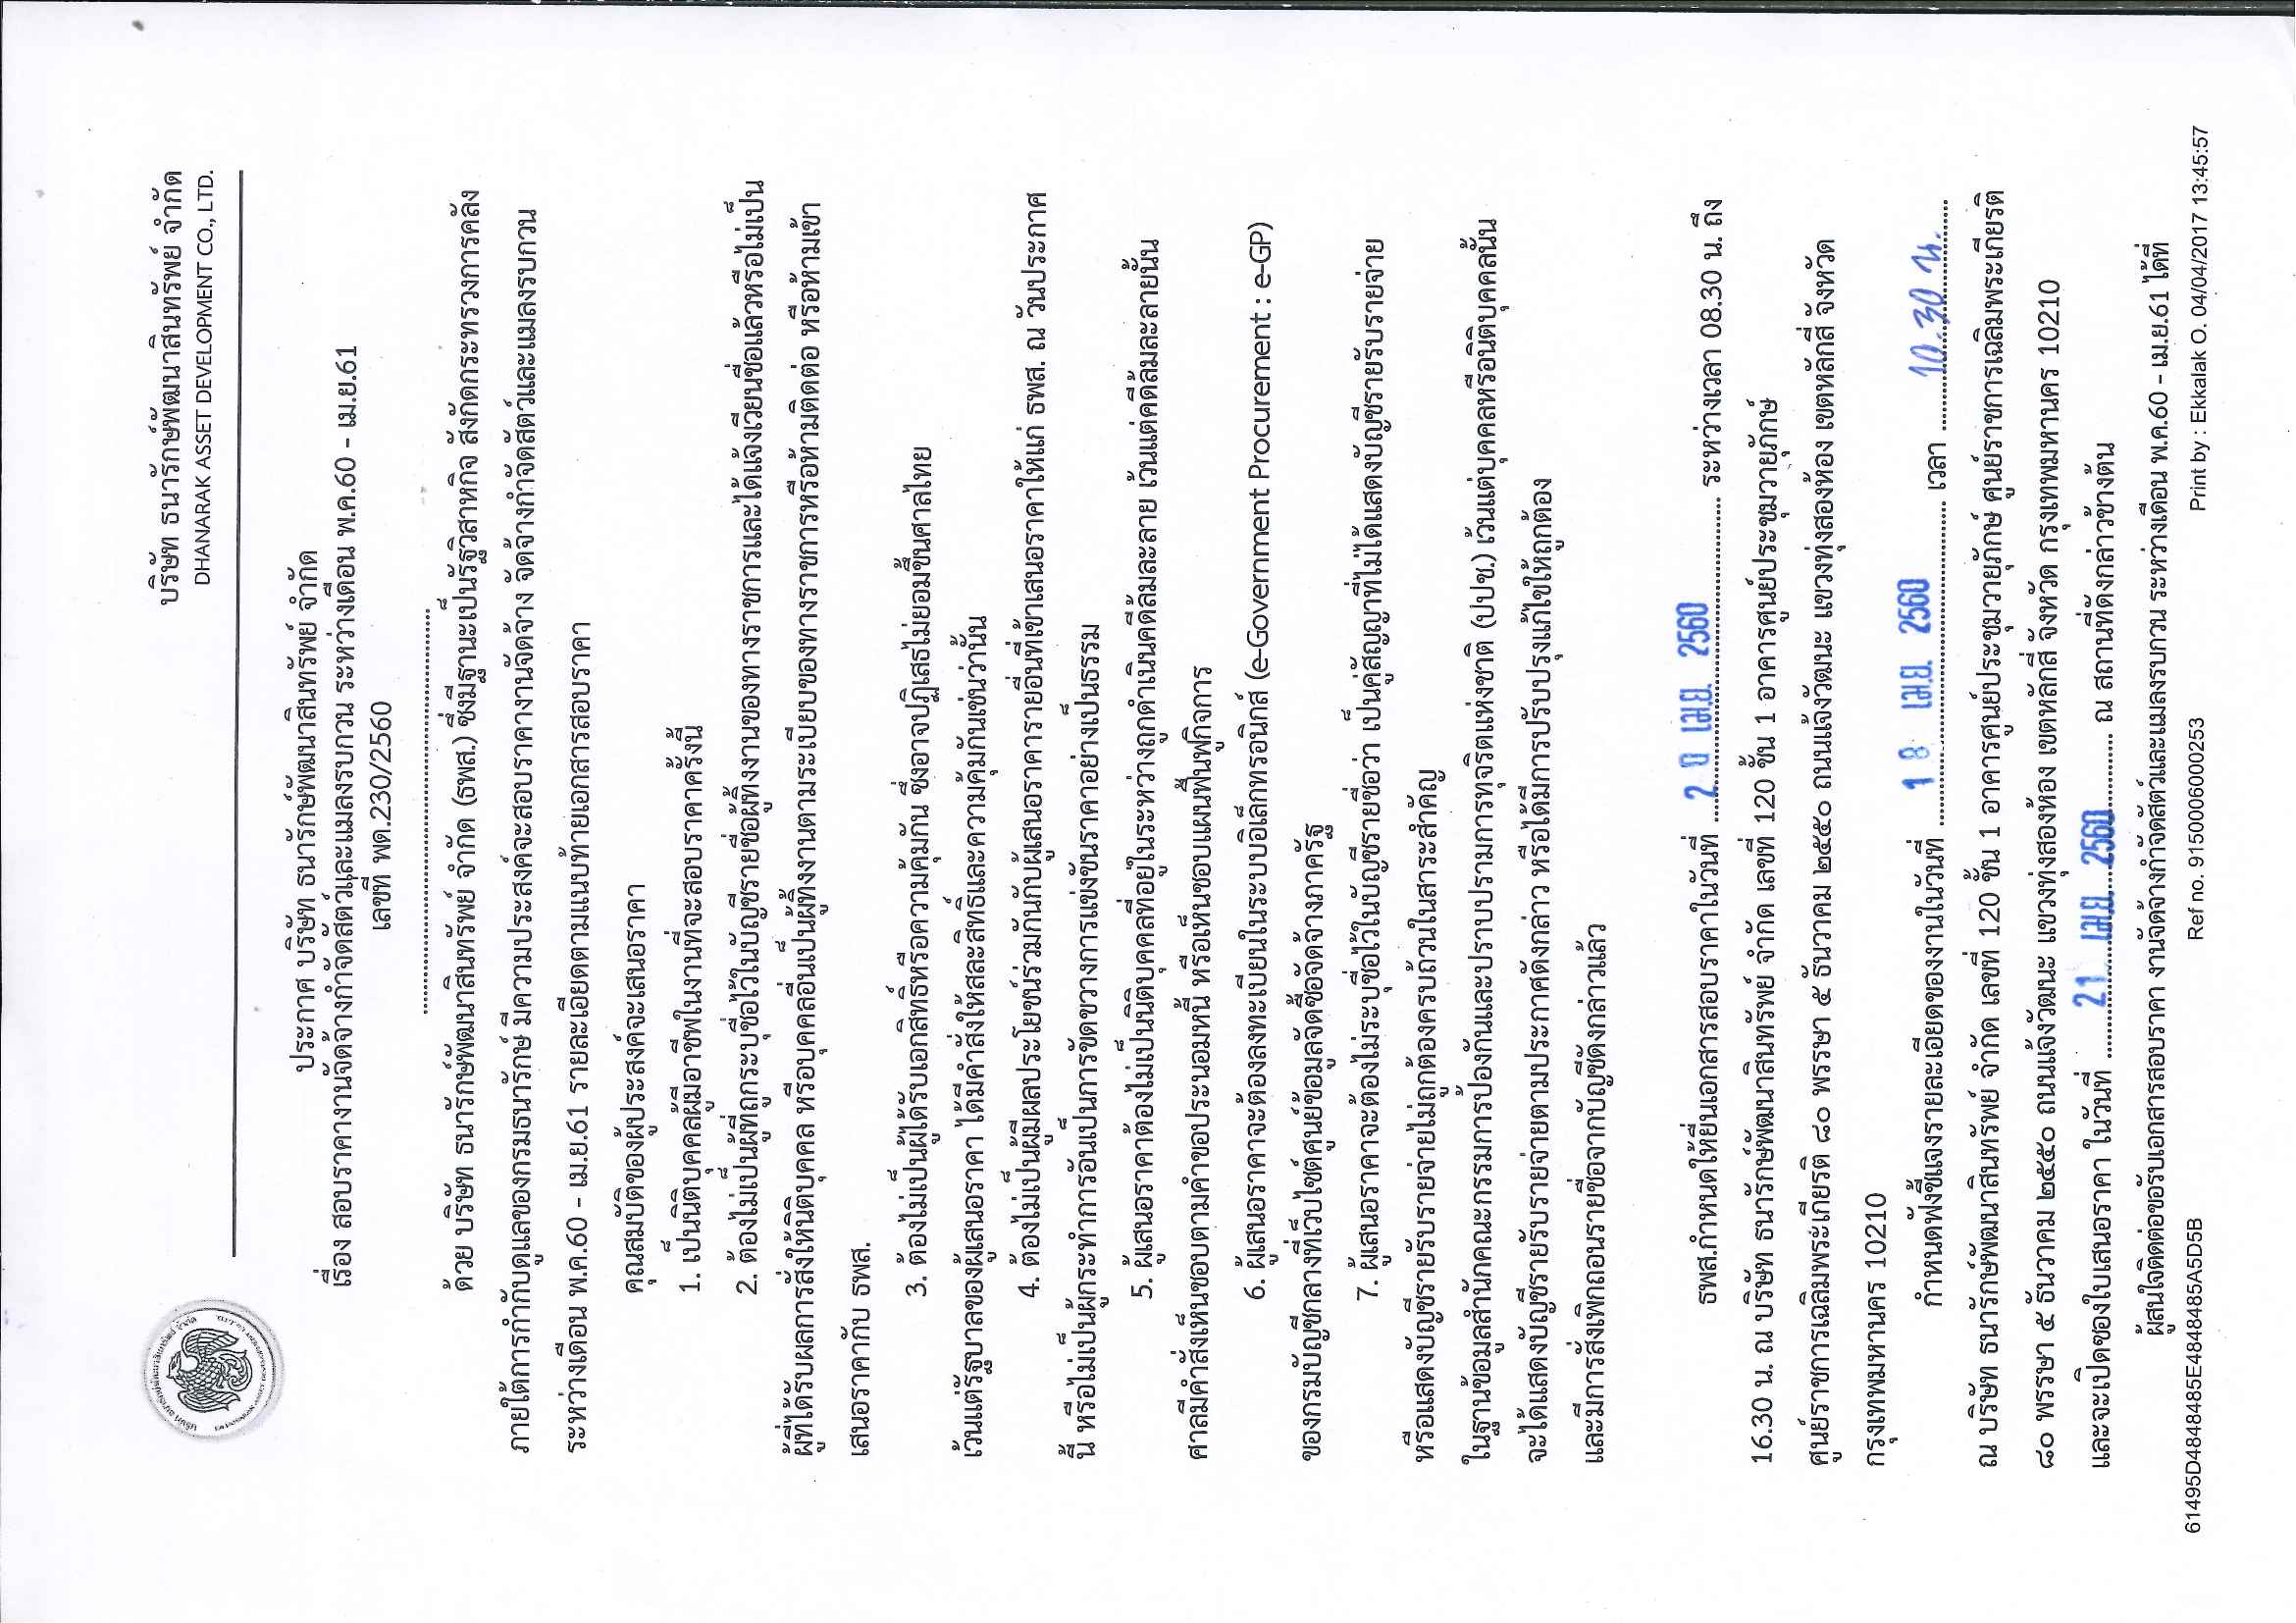 บริษัท ธนารักษ์พัฒนาสินทรัพย์ จำกัด
DHANARAK ASSET DEVELOPMENT CO., LTD.
ประกาศ บริษัท ธนารักษ์พัฒนาสินทรัพย์ จำกัด
เรื่อง สอบราคางานจัดจ้างกำจัดสัตว์และแมลงรบกวน ระหว่างเดือน พ.ค.60 - เม.ย.61
เลขที่ พด.230/2560
ด้วย บริษัท ธนารักษ์พัฒนาสินทรัพย์ จำกัด (ธพส.) ซึ่งมีฐานะเป็นรัฐวิสาหกิจ สังกัดกระทรวงการคลัง
ภายใต้การกำกับดูแลของกรมธนารักษ์ มีความประสงค์จะสอบราคางานจัดจ้าง จัดจ้างกำจัดสัตว์และแมลงรบกวน
ระหว่างเดือน พ.ค.60 - เม.ย.61 รายละเอียดตามแนบท้ายเอกสารสอบราคา
คุณสมบัติของผู้ประสงค์จะเสนอราคา
1. เป็นนิติบุคคลผู้มีอาชีพในงานที่จะสอบราคาครั้งนี้
2. ต้องไม่เป็นผู้ที่ถูกระบุชื่อไว้ในบัญชีรายชื่อผู้ทิ้งงานของทางราชการและได้แจ้งเวียนชื่อแล้วหรือไม่เป็น
ผู้ที่ได้รับผลการสั่งให้นิติบุคคล หรือบุคคลอื่นเป็นผู้ทิ้งงานตามระเบียบของทางราชการหรือห้ามติดต่อ หรือห้ามเข้า
เสนอราคากับ ธพส.
3. ต้องไม่เป็นผู้ได้รับเอกสิทธิ์หรือความคุ้มกัน ซึ่งอาจปฏิเสธไม่ยอมขึ้นศาลไทย
เว้นแต่รัฐบาลของผู้เสนอราคา ได้มีคำสั่งให้สละสิทธิ์และความคุ้มกันเช่นว่านั้น
4. ต้องไม่เป็นผู้มีผลประโยชน์ร่วมกันกับผู้เสนอราคารายอื่นที่เข้าเสนอราคาให้แก่ ธพส. ณ วันประกาศ
นี้ หรือไม่เป็นผู้กระทำการอันเป็นการขัดขวางการแข่งขันราคาอย่างเป็นธรรม
5. ผู้เสนอราคาต้องไม่เป็นนิติบุคคลที่อยู่ในระหว่างถูกดำเนินคดีล้มละลาย เว้นแต่คดีล้มละลายนั้น
ศาลมีคำสั่งเห็นชอบตามคำขอประนอมหนี้ หรือเห็นชอบแผนฟื้นฟูกิจการ
6. ผู้เสนอราคาจะต้องลงทะเบียนในระบบอิเล็กทรอนิกส์ (e-Government Procurement : e-GP)
ของกรมบัญชีกลางที่เว็บไซต์ศูนย์ข้อมูลจัดซื้อจัดจ้างภาครัฐ
7. ผู้เสนอราคาจะต้องไม่ระบุชื่อไว้ในบัญชีรายชื่อว่า เป็นคู่สัญญาที่ไม่ได้แสดงบัญชีรายรับรายจ่าย
หรือแสดงบัญชีรายรับรายจ่ายไม่ถูกต้องครบถ้วนในสาระสำคัญ
ในฐานข้อมูลสำนักคณะกรรมการป้องกันและปราบปรามการทุจริตแห่งชาติ (ปปช.) เว้นแต่บุคคลหรือนิติบุคคลนั้น
จะได้แสดงบัญชีรายรับรายจ่ายตามประกาศดังกล่าว หรือได้มีการปรับปรุงแก้ไขให้ถูกต้อง
และมีการสั่งเพิกถอนรายชื่อจากบัญชีดังกล่าวแล้ว
ธพส.กำหนดให้ยื่นเอกสารสอบราคาในวันที่ 20 เม.ย. 2560 ระหว่างเวลา 08.30 น. ถึง
16.30 น. ณ บริษัท ธนารักษ์พัฒนาสินทรัพย์ จำกัด เลขที่ 120 ชั้น 1 อาคารศูนย์ประชุมวายุภักษ์
ศูนย์ราชการเฉลิมพระเกียรติ ๘๐ พรรษา ๕ ธันวาคม ๒๕๕๐ ถนนแจ้งวัฒนะ แขวงทุ่งสองห้อง เขตหลักสี่ จังหวัด
กรุงเทพมหานคร 10210
กำหนดฟังชี้แจงรายละเอียดของงานในวันที่ 18 เม.ย. 2560 เวลา 10.30 น.
ณ บริษัท ธนารักษ์พัฒนาสินทรัพย์ จำกัด เลขที่ 120 ชั้น 1 อาคารศูนย์ประชุมวายุภักษ์ ศูนย์ราชการเฉลิมพระเกียรติ
๘๐ พรรษา ๕ ธันวาคม ๒๕๕๐ ถนนแจ้งวัฒนะ แขวงทุ่งสองห้อง เขตหลักสี่ จังหวัด กรุงเทพมหานคร 10210
และจะเปิดซองใบเสนอราคา ในวันที่ 21 เม.ย. 2560 ณ สถานที่ดังกล่าวข้างต้น
ผู้สนใจติดต่อขอรับเอกสารสอบราคา งานจัดจ้างกำจัดสัตว์และแมลงรบกวน ระหว่างเดือน พ.ค.60 - เม.ย.61 ได้ที่
61495D4848485E4848485A5D5B Ref no. 9150006000253 Print by : Ekkalak O. 04/04/2017 13:45:57